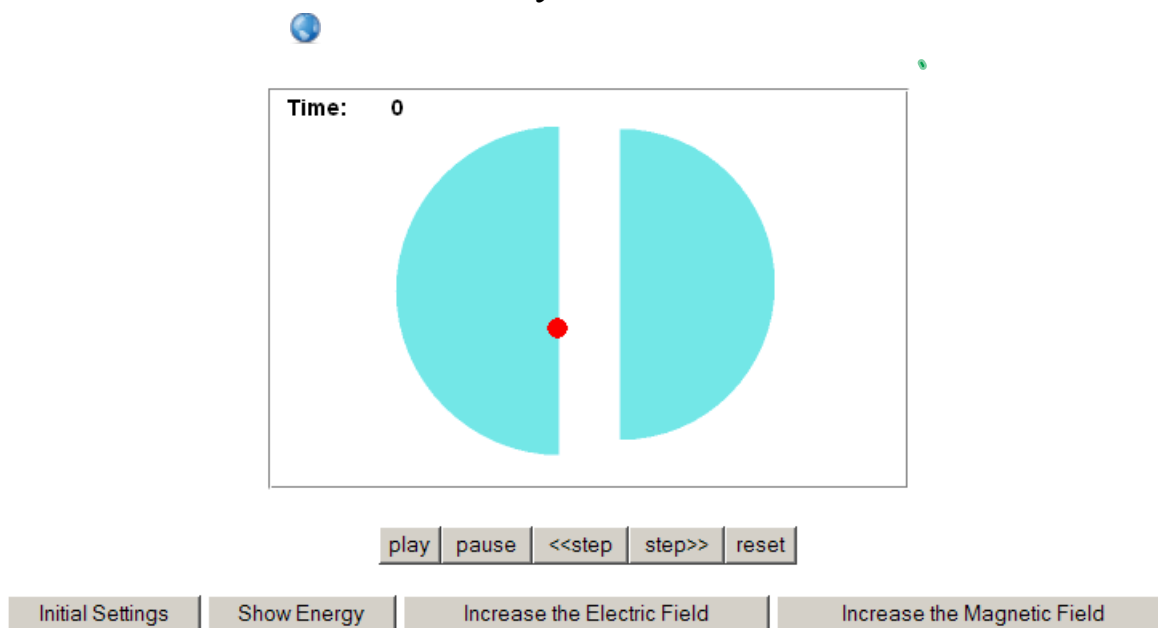 Time: 0
play pause <<step step>> reset
Initial Settings Show Energy Increase the Electric Field Increase the Magnetic Field